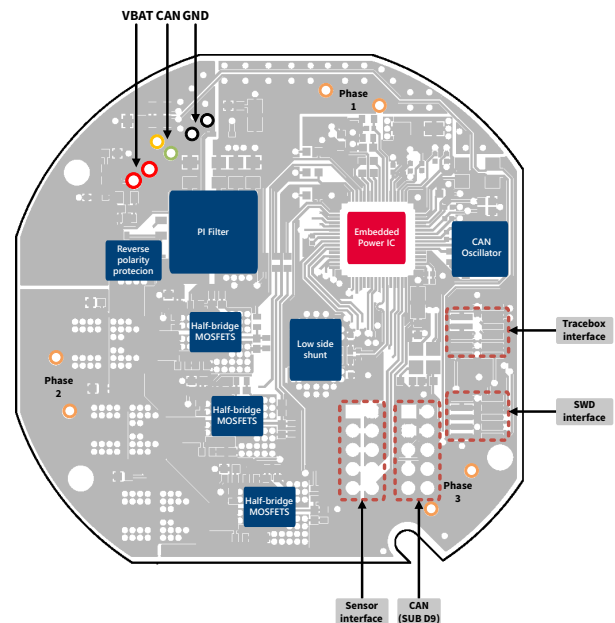 VBAT CAN GND
Phase
1
PI Filter
Embedded
Power IC
CAN
Oscillator
Reverse
polarity
protecion
Half-bridge
MOSFETS
Low side
shunt
Tracebox
interface
Phase
2
Half-bridge
MOSFETS
SWD
interface
Half-bridge
MOSFETS
Phase
3
Sensor
interface
CAN
(SUB D9)